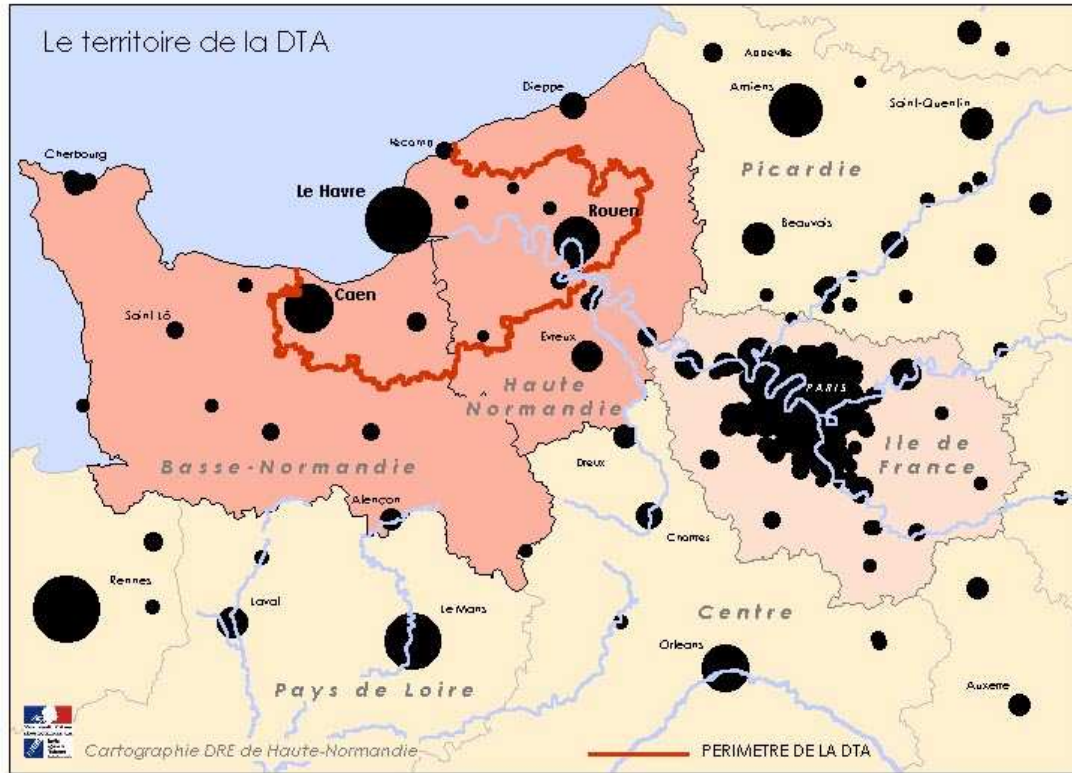 Le territoire de la DTA
Abbeville
Dieppe
Amiens
Saint-Quentin
Fécamp
Cherbourg
Picardie
Le Havre
Rouen
Beauvais
Caen
Saint Lô
Evreux
PARIS
Haute
Normandie
Ile de
France
Basse-Normandie
Dreux
Alençon
Chartres
Rennes
Laval
Le Mans
Centre
Orleans
Pays de Loire
Auxerre
Cartographie DRE de Haute-Normandie
PERIMETRE DE LA DTA